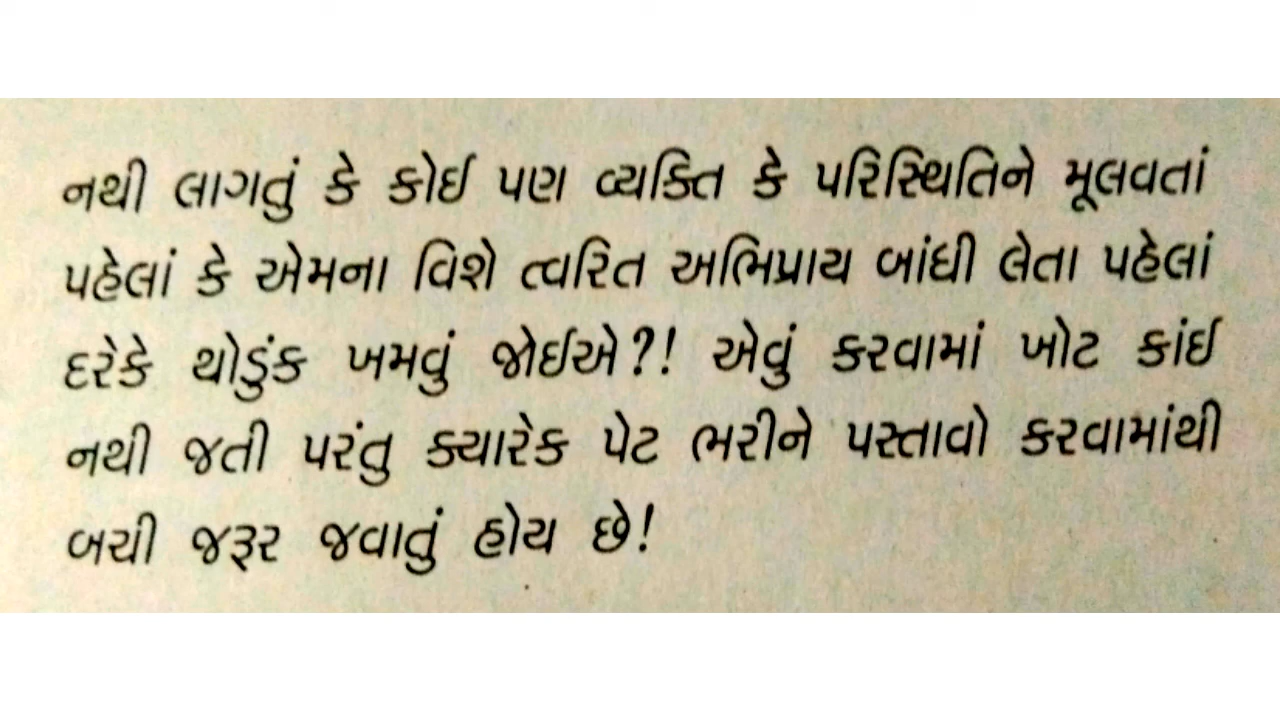 નથી લાગતું કે કોઈ પણ વ્યક્તિ કે પરિસ્થિતિને મૂલવતાં
પહેલાં કે એમના વિશે ત્વરિત અભિપ્રાય બાંધી લેતા પહેલાં
દરેકે થોડુંક ખમવું જોઈએ?! એવું કરવામાં ખોટ કાંઈ
નથી જતી પરંતુ ક્યારેક પેટ ભરીને પસ્તાવો કરવામાંથી
બચી જરૂર જવાતું હોય છે!